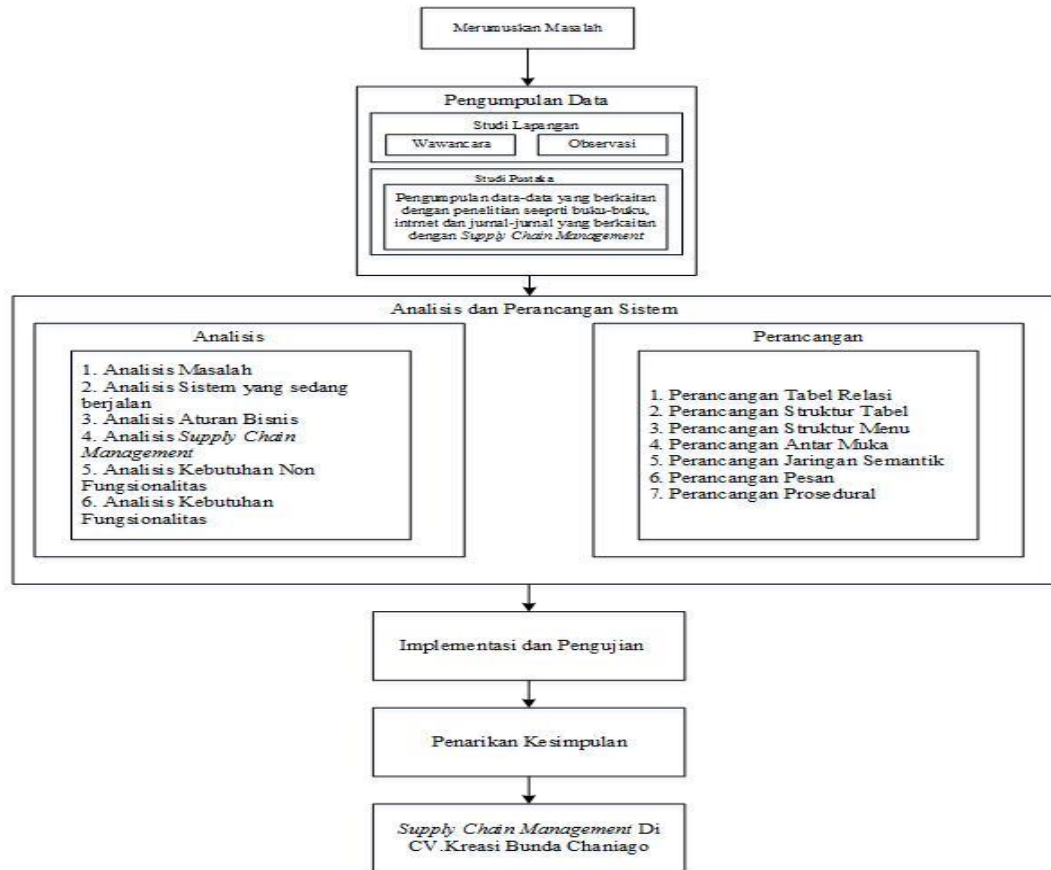 Merumuskan Masalah
Pengumpulan Data
Studi Lapangan
Wawancara
Observasi
Studi Pustaka
Pengumpulan data-data yang berkaitan
dengan penelitian seeprti buku-buku,
intrnet dan jurnal-jurnal yang berkaitan
dengan Supply Chain Management
Analisis dan Perancangan Sistem
Analisis
1. Analisis Masalah
2. Analisis Sistem yang sedang
berjalan
3. Analisis Aturan Bisnis
4. Analisis Supply Chain
Management
5. Analisis Kebutuhan Non
Fungsionalitas
6. Analisis Kebutuhan
Fungsionalitas
Perancangan
1. Perancangan Tabel Relasi
2. Perancangan Struktur Tabel
3. Perancangan Struktur Menu
4. Perancangan Antar Muka
5. Perancangan Jaringan Semantik
6. Perancangan Pesan
7. Perancangan Prosedural
Implementasi dan Pengujian
Penarikan Kesimpulan
Supply Chain Management Di
CV.Kreasi Bunda Chaniago